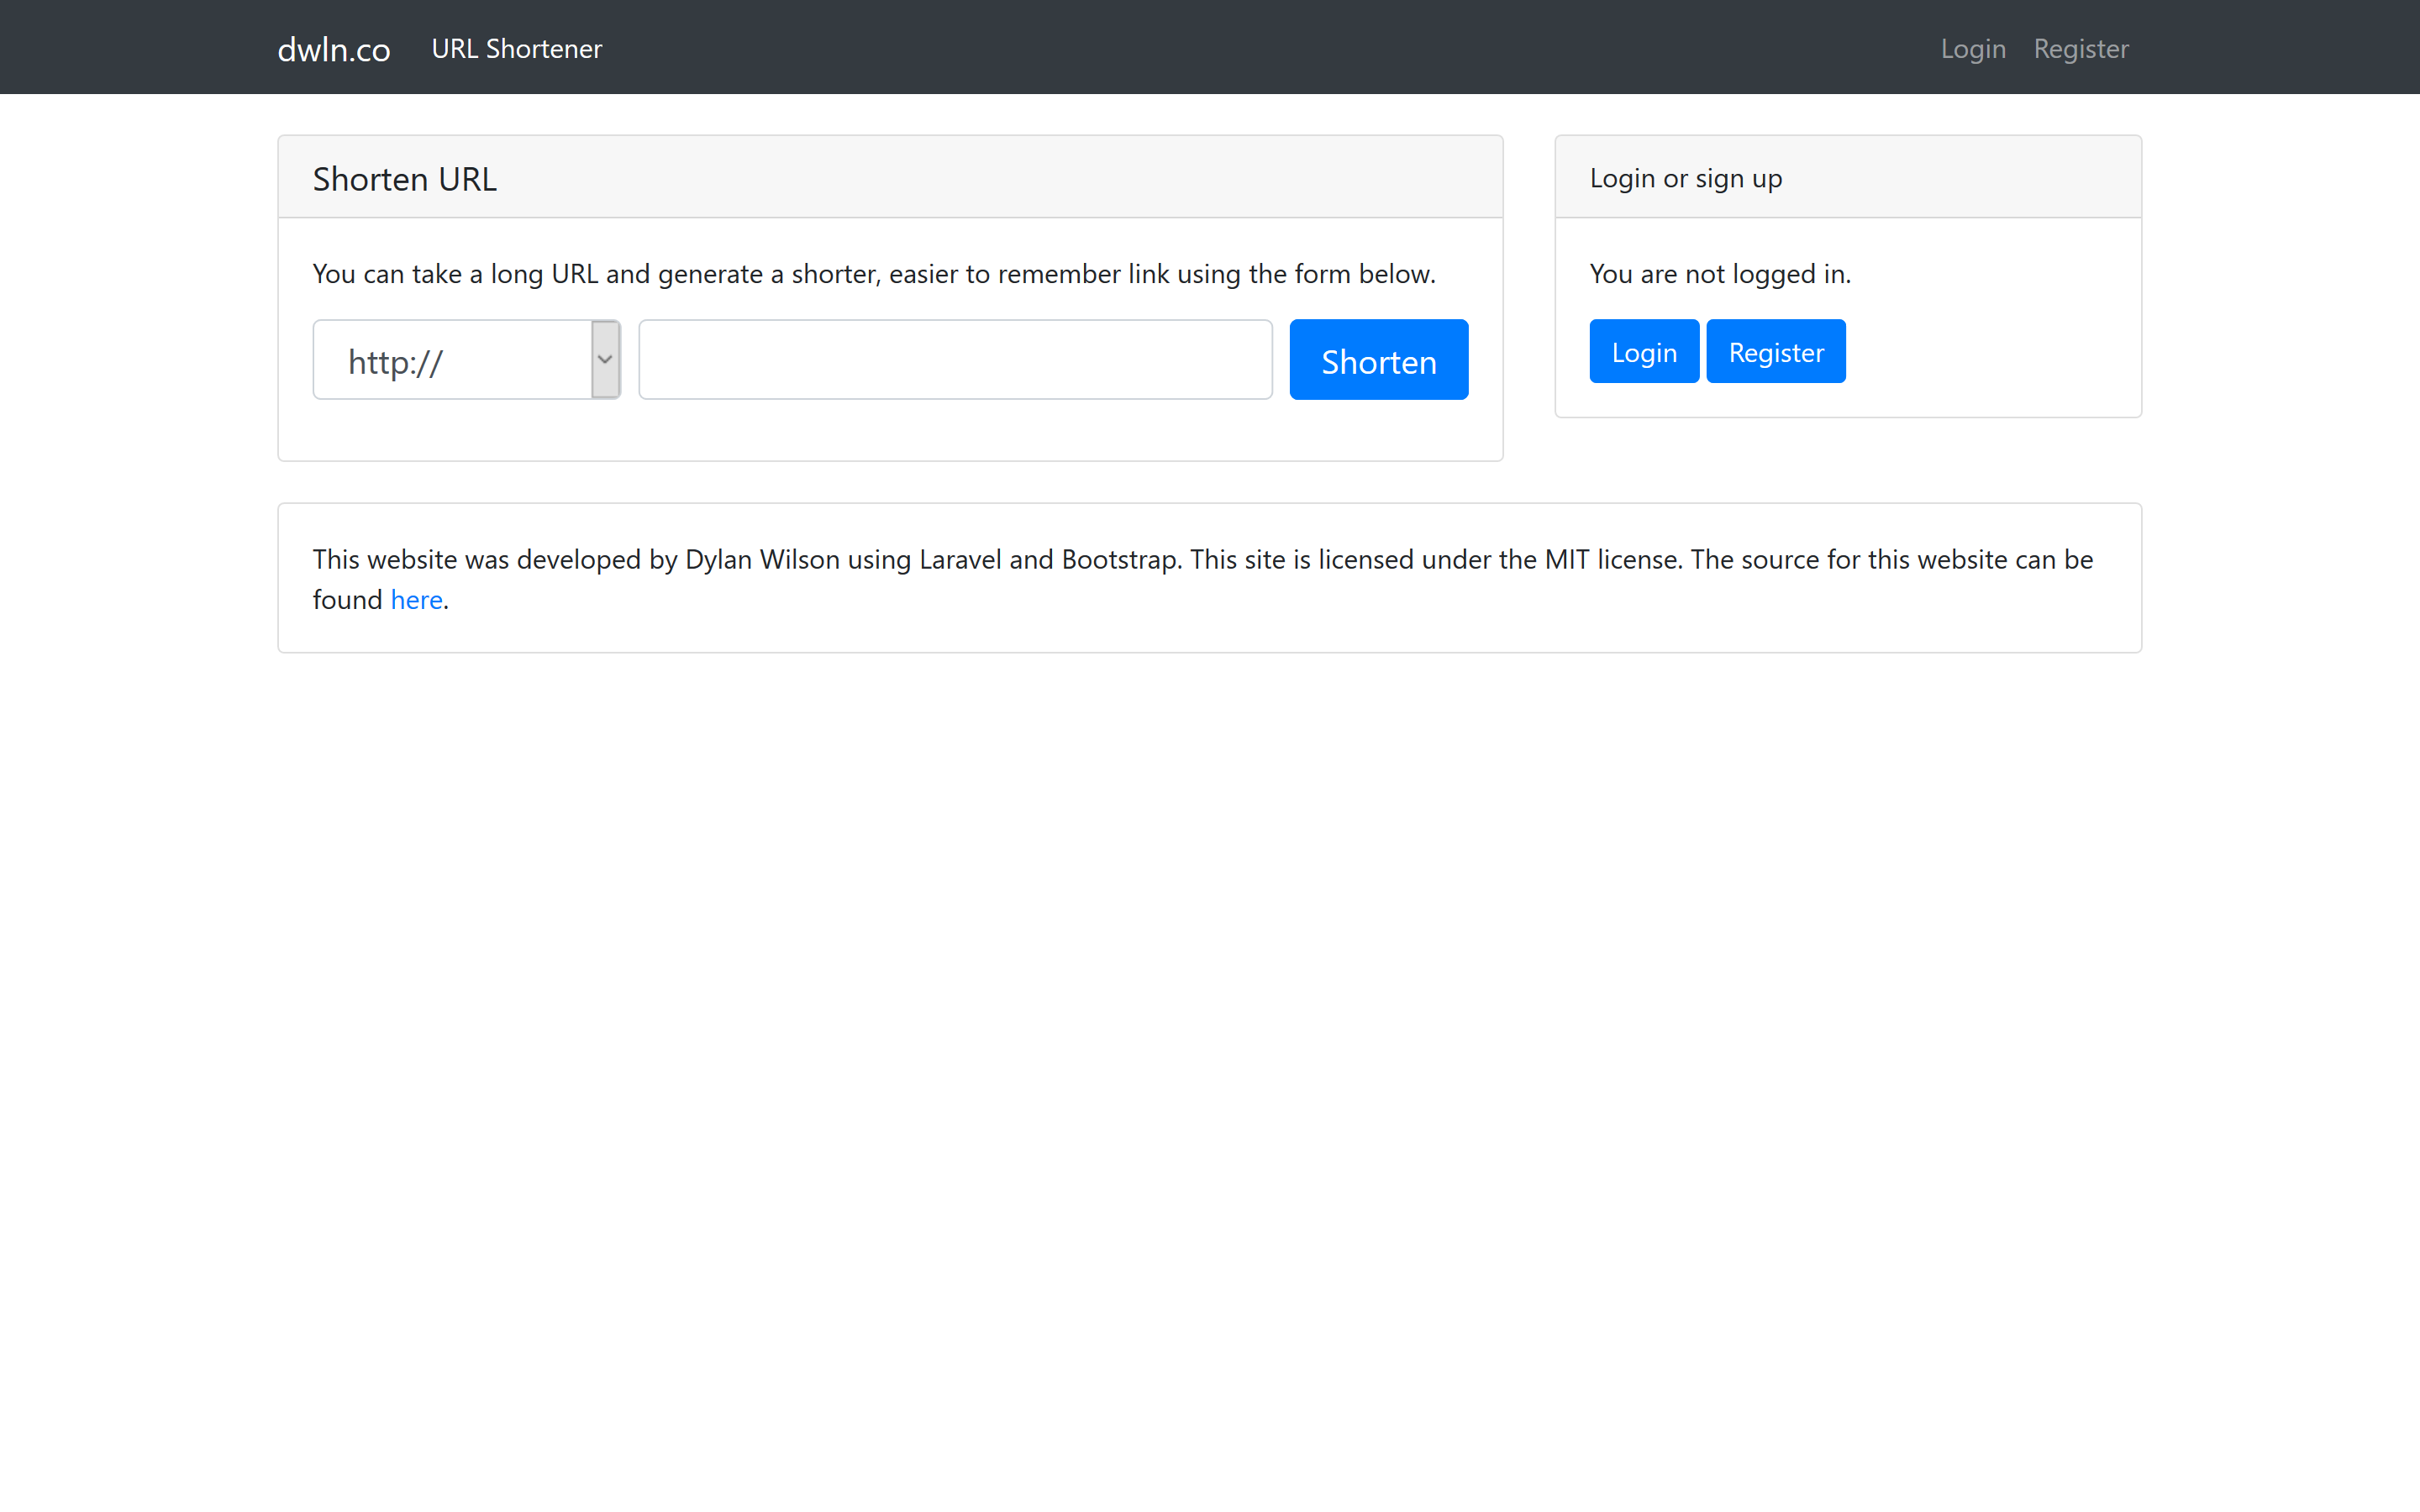 dwln.co URL Shortener Login Register
Shorten URL
You can take a long URL and generate a shorter, easier to remember link using the form below.
http:// Shorten
Login or sign up
You are not logged in.
Login Register
This website was developed by Dylan Wilson using Laravel and Bootstrap. This site is licensed under the MIT license. The source for this website can be
found here.